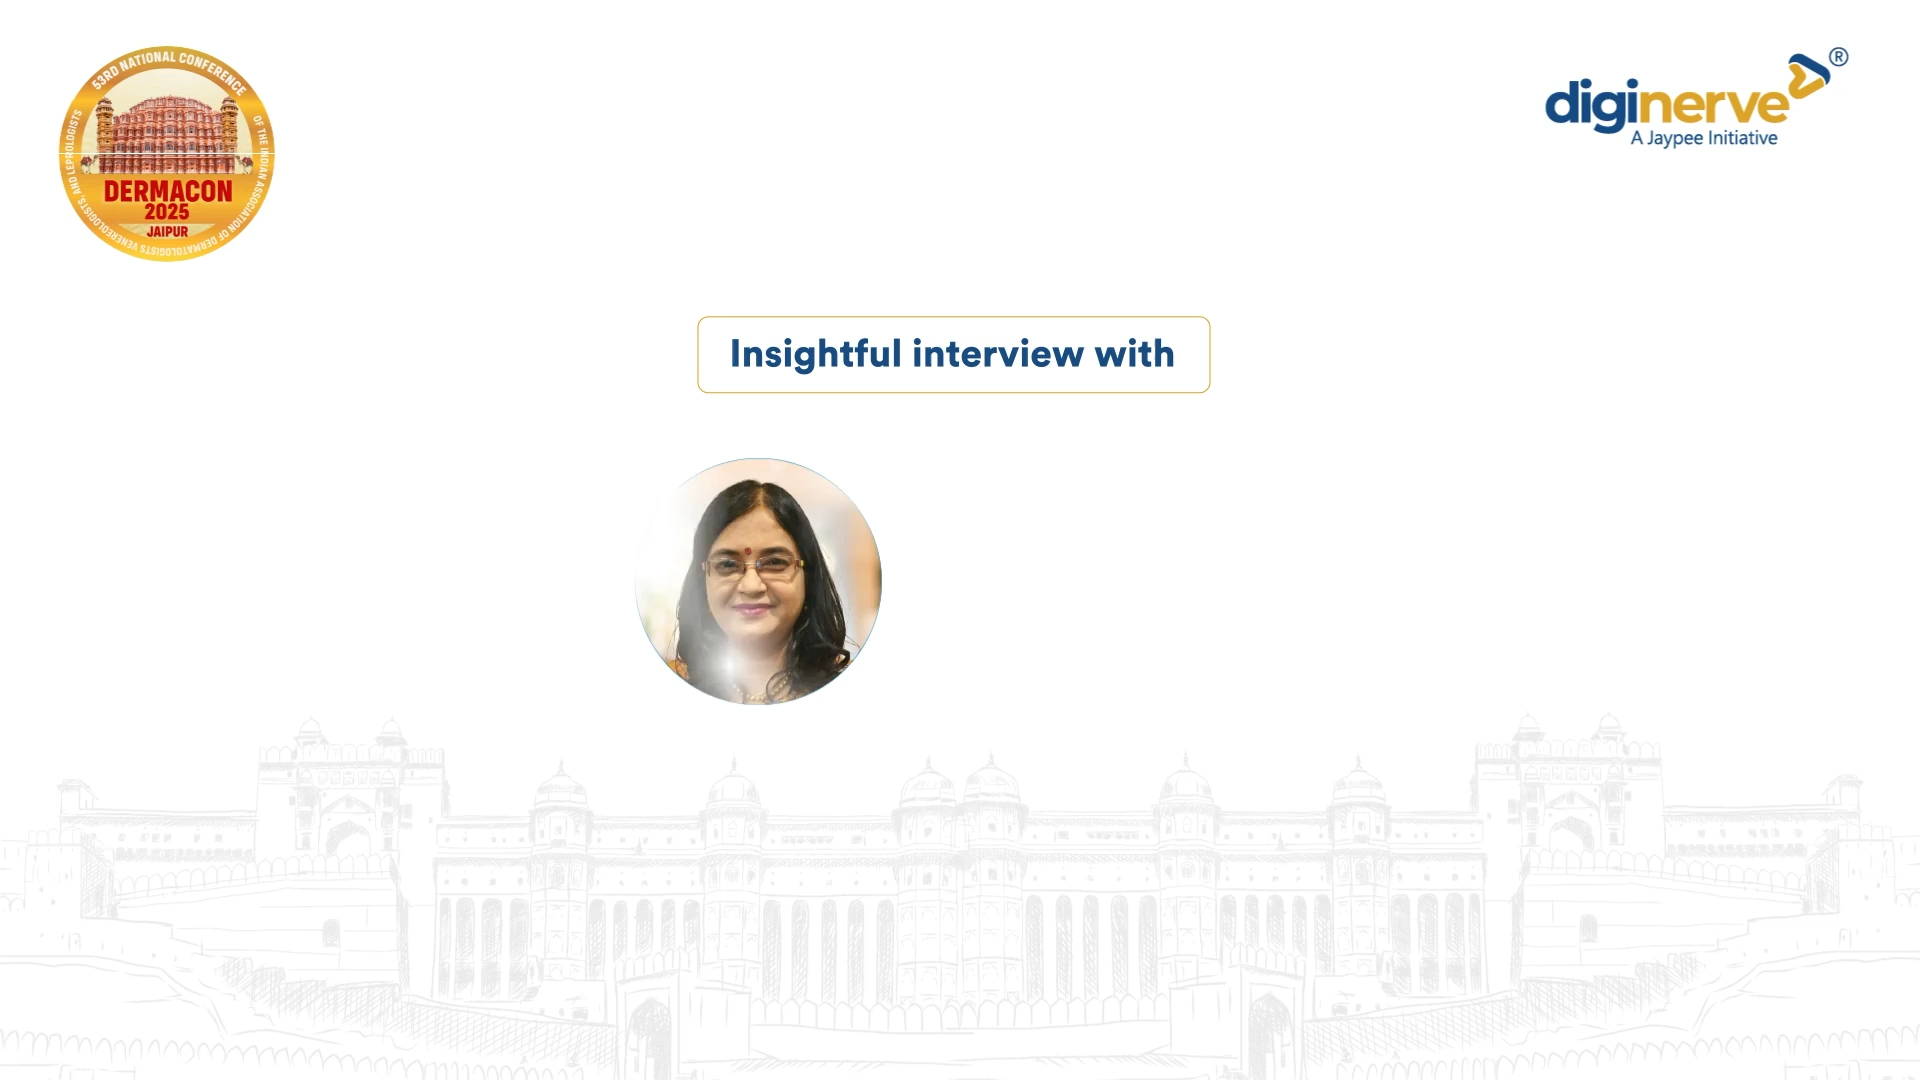 53RD NATIONAL CONFERENCE
OF THE INDIAN ASSOCIATION OF DERMATOLOGISTS VENEREOLOGISTS, AND LEPROLOGISTS
DERMACON
2025
JAIPUR
diginerve®
A Jaypee Initiative
Insightful interview with